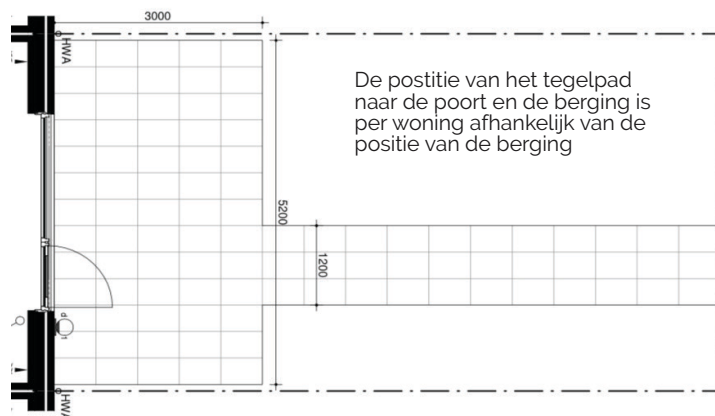 3000
HWA
De postitie van het tegelpad
naar de poort en de berging is
per woning afhankelijk van de
positie van de berging
5200
1200
d
1
HWA